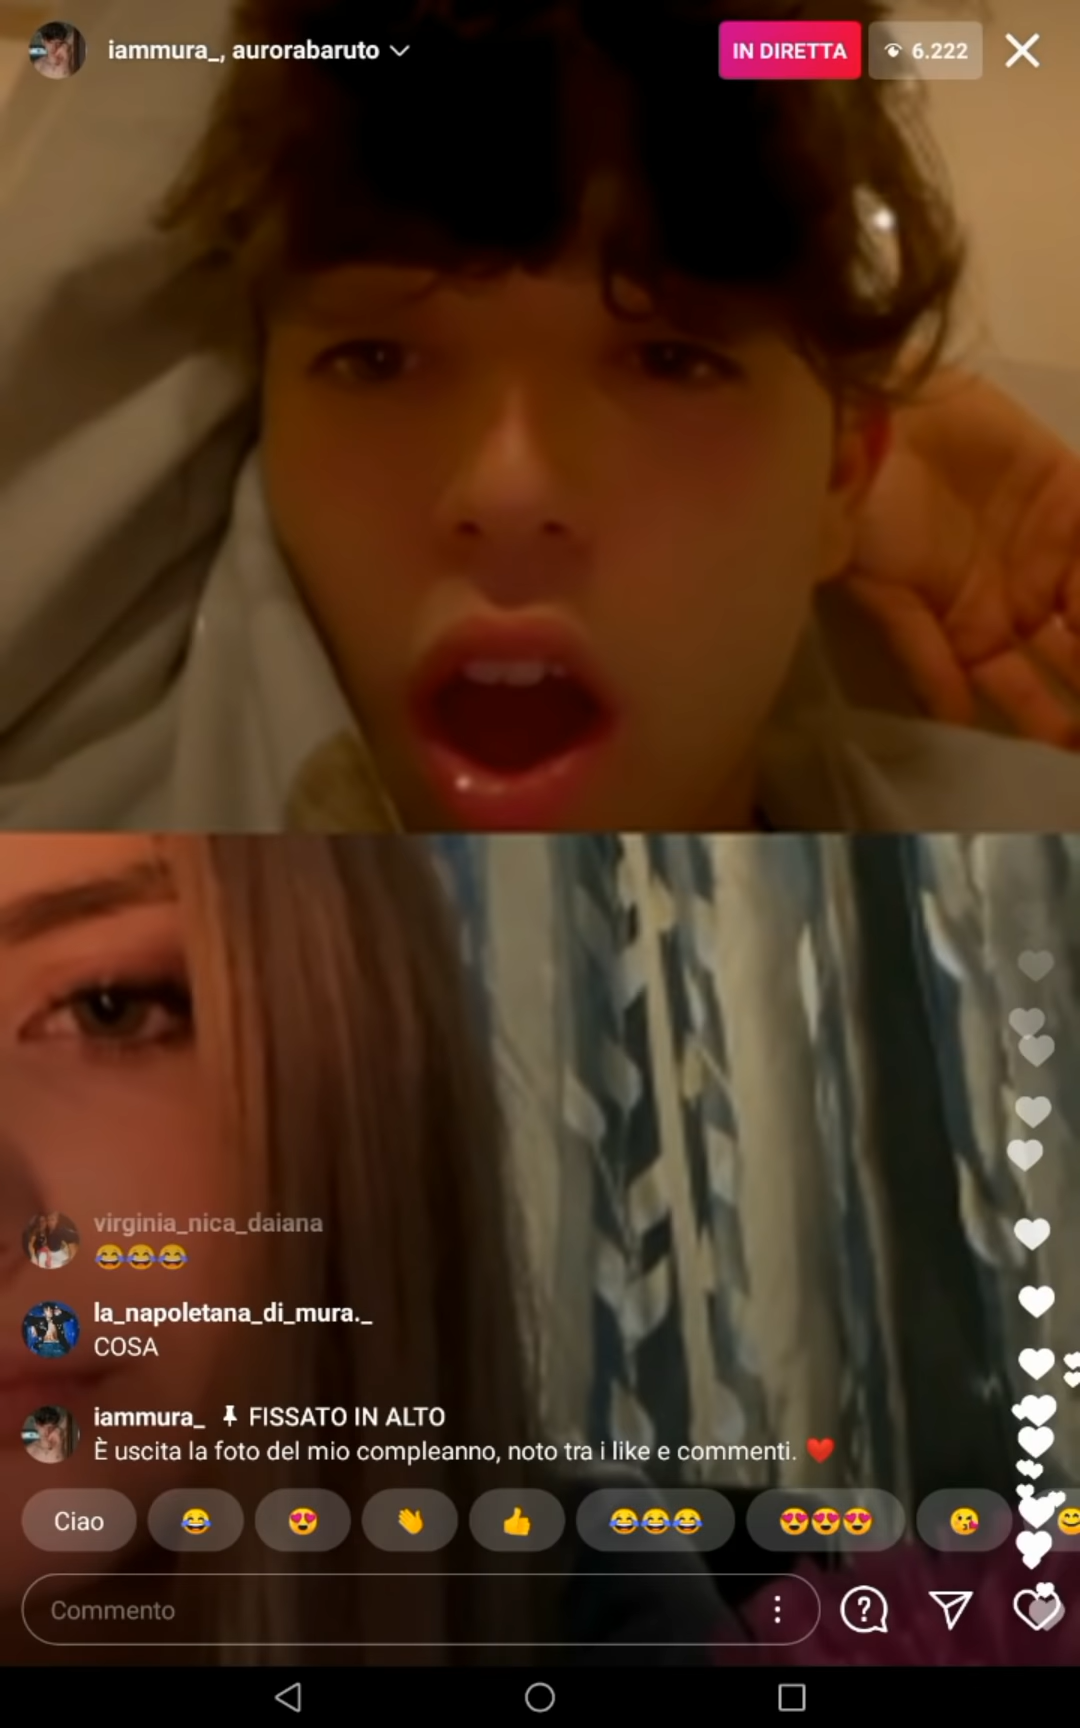 iammura_, aurorabaruto
IN DIRETTA
6.222
virginia_nica_daiana
😂😂😂
la_napoletana_di_mura._
COSA
iammura_ 📌 FISSATO IN ALTO
È uscita la foto del mio compleanno, noto tra i like e commenti. ❤️
Ciao 😂 😍 👏 👍 😂😂😂 😍😍😍 😘 😊
Commento